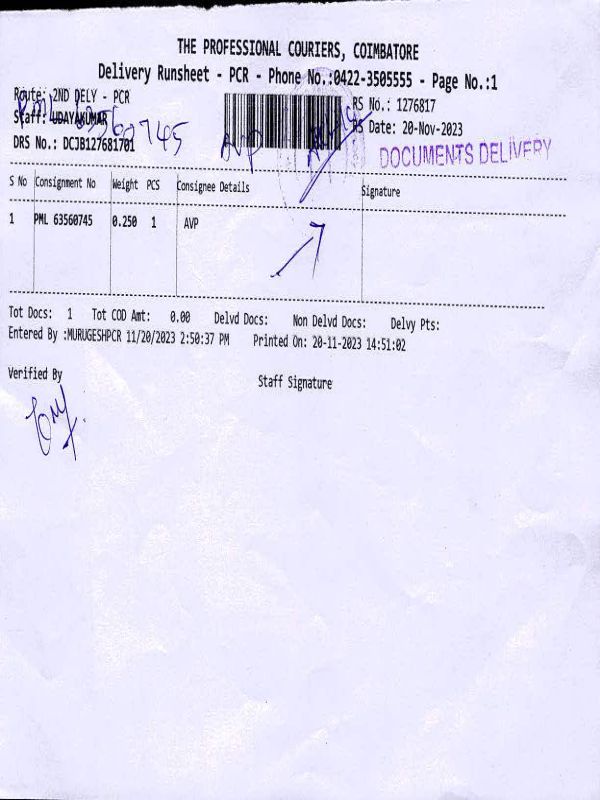 THE PROFESSIONAL COURIERS, COIMBATORE
Delivery Runsheet - PCR - Phone No.:0422-3505555 - Page No.:1
Route: 2ND DELY - PCR
RS No.: 1276817
Staff: UDAYAKUMAR
PML 63560745
AVP
RS Date: 20-Nov-2023
DRS No.: DCJB127681701
DOCUMENTS DELIVERY
S No Consignment No Weight PCS Consignee Details Signature
1 PML 63560745 0.250 1 AVP
Tot Docs: 1 Tot COD Amt: 0.00 Delvd Docs: Non Delvd Docs: Delvy Pts:
Entered By :MURUGESHPCR 11/20/2023 2:50:37 PM Printed On: 20-11-2023 14:51:02
Verified By Staff Signature